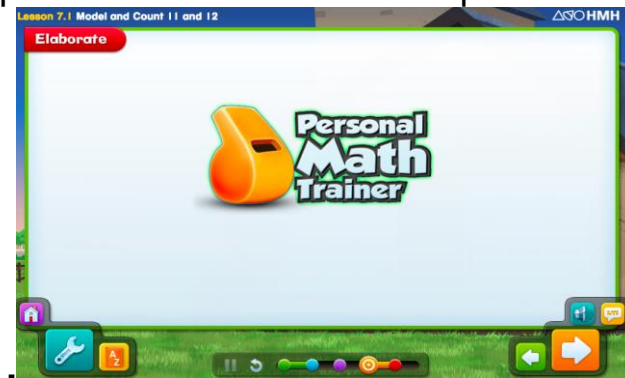 Lesson 7.1 Model and Count 11 and 12
HMH
Elaborate
Personal
Math
Trainer
A
Z